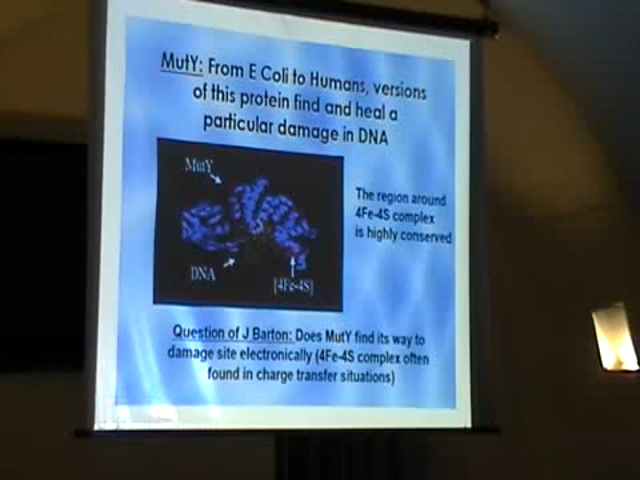 MutY: From E Coli to Humans, versions
of this protein find and heal a
particular damage in DNA
MutY
The region around
4Fe-4S complex
is highly conserved
DNA
[4Fe-4S]
Question of J Barton: Does MutY find its way to
damage site electronically (4Fe-4S complex often
found in charge transfer situations)